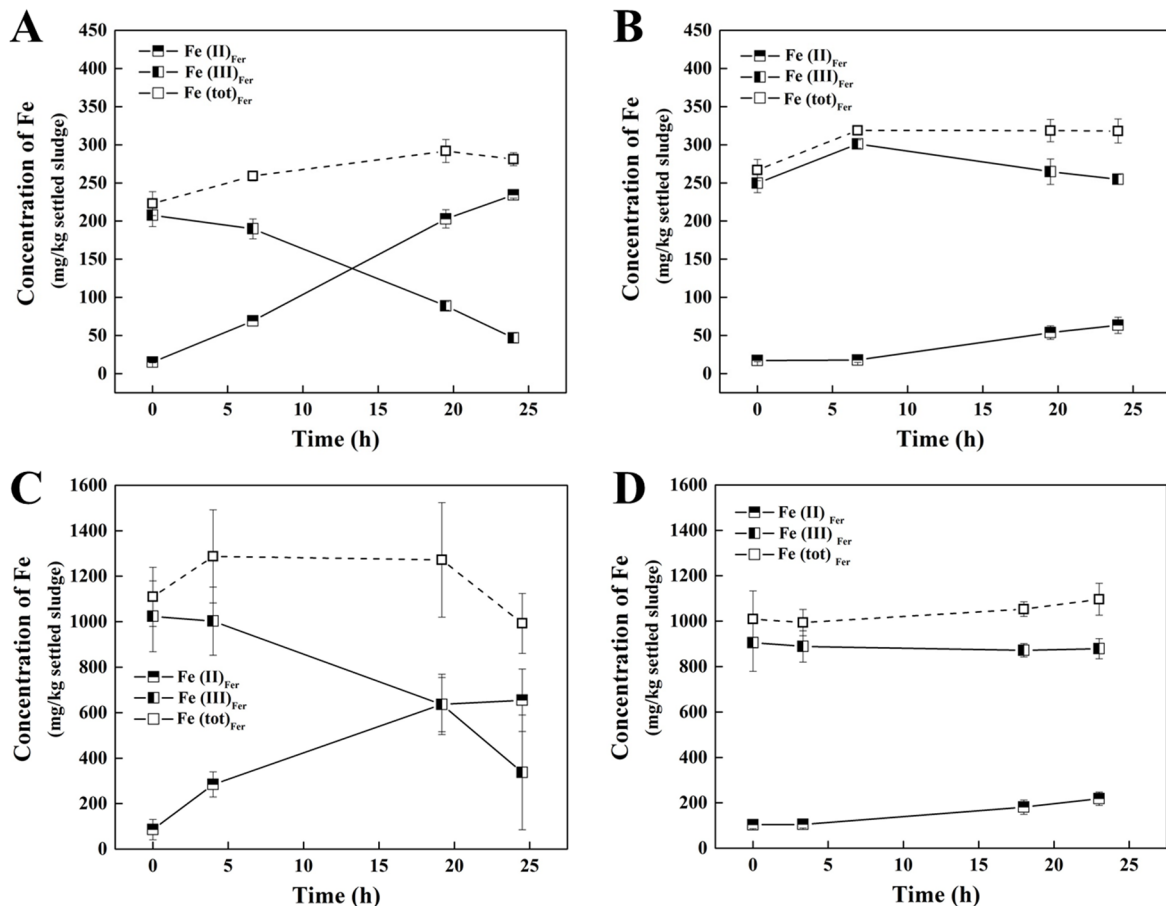 A
Concentration of Fe
(mg/kg settled sludge)
450
400
350
300
250
200
150
100
50
0
Fe (II)Fer
Fe (III)Fer
Fe (tot)Fer
0 5 10 15 20 25
Time (h)
B
Concentration of Fe
(mg/kg settled sludge)
450
400
350
300
250
200
150
100
50
0
Fe (II)Fer
Fe (III)Fer
Fe (tot)Fer
0 5 10 15 20 25
Time (h)
C
Concentration of Fe
(mg/kg settled sludge)
1600
1400
1200
1000
800
600
400
200
0
Fe (II)Fer
Fe (III)Fer
Fe (tot)Fer
0 5 10 15 20 25
Time (h)
D
Concentration of Fe
(mg/kg settled sludge)
1600
1400
1200
1000
800
600
400
200
0
Fe (II) Fer
Fe (III) Fer
Fe (tot) Fer
0 5 10 15 20 25
Time (h)